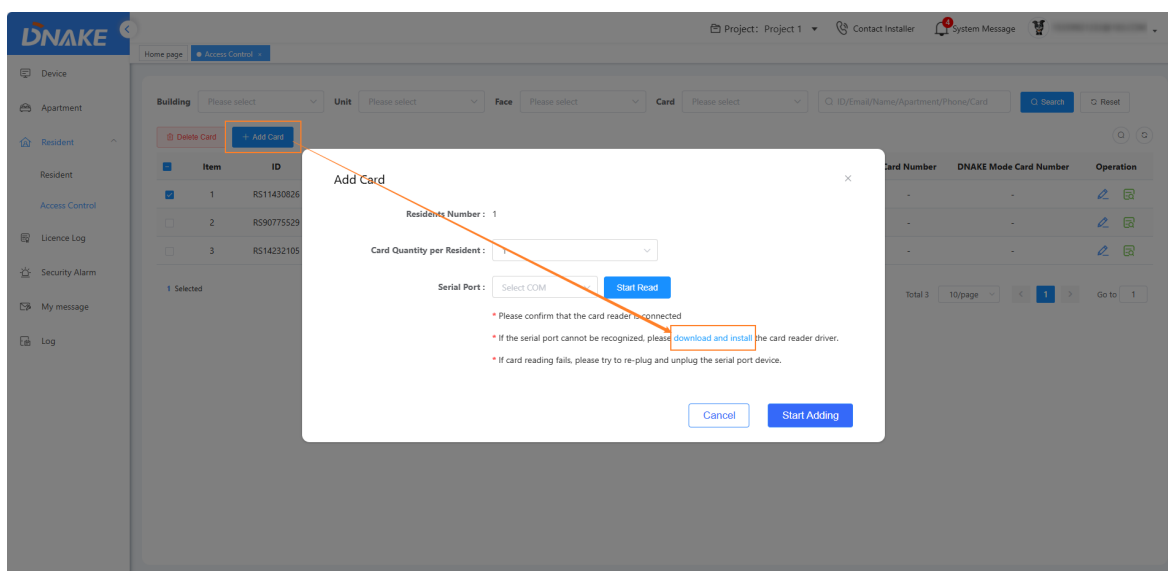 DNAKE
Project: Project 1
Contact Installer
4
System Message
Home page
Access Control
Device
Apartment
Resident
Resident
Access Control
Licence Log
Security Alarm
My message
Log
Building Please select Unit Please select Face Please select Card Please select ID/Email/Name/Apartment/Phone/Card Search Reset
Delete Card + Add Card
Item ID Card Number DNAKE Mode Card Number Operation
1 RS11430826 - -
2 RS90775529 - -
3 RS14232105 - -
1 Selected Total 3 10/page < 1 > Go to 1
Add Card ×
Residents Number : 1
Card Quantity per Resident : 1
Serial Port : Select COM Start Read
* Please confirm that the card reader is connected
* If the serial port cannot be recognized, please download and install the card reader driver.
* If card reading fails, please try to re-plug and unplug the serial port device.
Cancel Start Adding